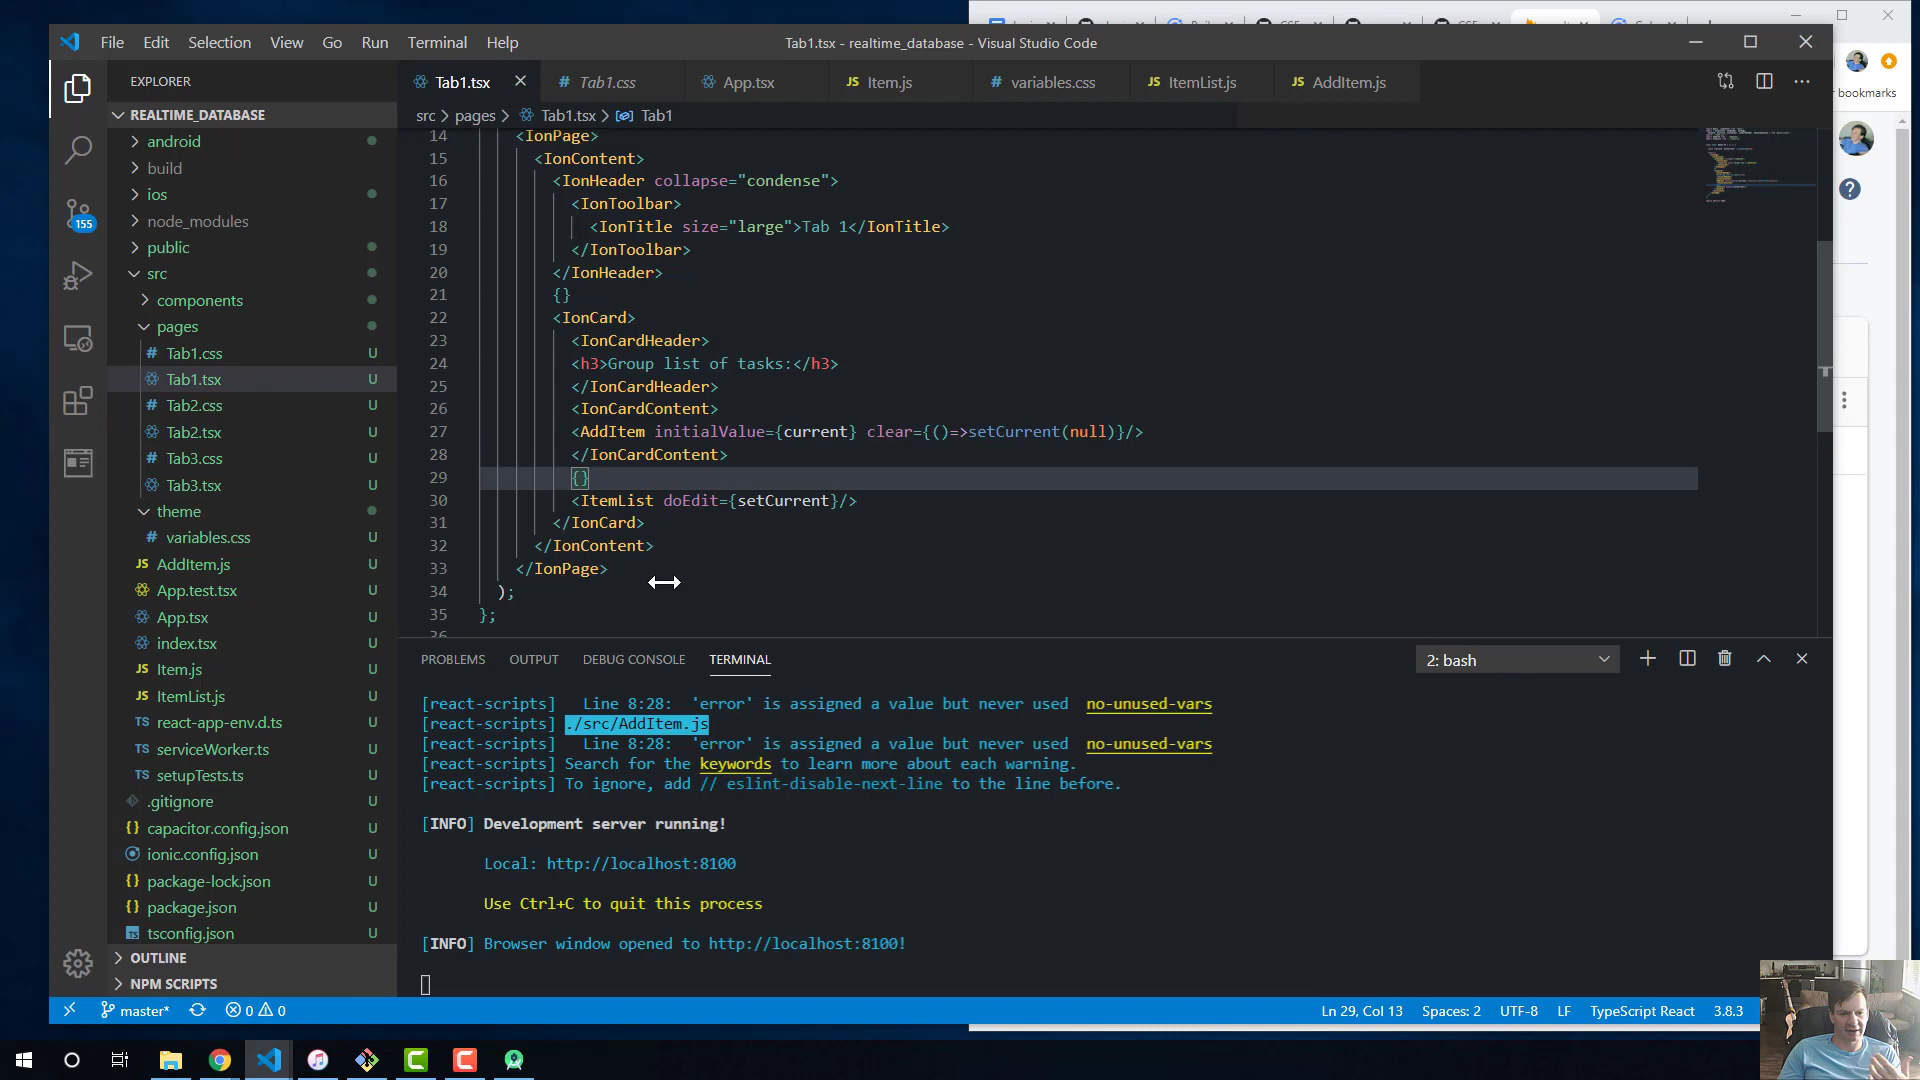 File Edit Selection View Go Run Terminal Help
Tab1.tsx - realtime_database - Visual Studio Code
EXPLORER
Tab1.tsx
# Tab1.css
App.tsx
JS Item.js
# variables.css
JS ItemList.js
JS AddItem.js
bookmarks
src > pages > Tab1.tsx > Tab1
REALTIME_DATABASE
android
build
ios
node_modules
public
src
components
pages
# Tab1.css U
Tab1.tsx U
# Tab2.css U
Tab2.tsx U
# Tab3.css U
Tab3.tsx U
theme
# variables.css U
JS AddItem.js U
App.test.tsx U
App.tsx U
index.tsx U
JS Item.js U
JS ItemList.js U
TS react-app-env.d.ts U
TS serviceWorker.ts U
TS setupTests.ts U
.gitignore U
{} capacitor.config.json U
ionic.config.json U
{} package-lock.json U
{} package.json U
tsconfig.json U
OUTLINE
NPM SCRIPTS
155
14 <IonPage>
15 <IonContent>
16 <IonHeader collapse="condense">
17 <IonToolbar>
18 <IonTitle size="large">Tab 1</IonTitle>
19 </IonToolbar>
20 </IonHeader>
21 {}
22 <IonCard>
23 <IonCardHeader>
24 <h3>Group list of tasks:</h3>
25 </IonCardHeader>
26 <IonCardContent>
27 <AddItem initialValue={current} clear={()=>setCurrent(null)}/>
28 </IonCardContent>
29 {}
30 <ItemList doEdit={setCurrent}/>
31 </IonCard>
32 </IonContent>
33 </IonPage>
34 );
35 };
36
PROBLEMS OUTPUT DEBUG CONSOLE TERMINAL
2: bash
[react-scripts] Line 8:28: 'error' is assigned a value but never used no-unused-vars
[react-scripts] ./src/AddItem.js
[react-scripts] Line 8:28: 'error' is assigned a value but never used no-unused-vars
[react-scripts] Search for the keywords to learn more about each warning.
[react-scripts] To ignore, add // eslint-disable-next-line to the line before.
[INFO] Development server running!
Local: http://localhost:8100
Use Ctrl+C to quit this process
[INFO] Browser window opened to http://localhost:8100!
master* 0 0
Ln 29, Col 13 Spaces: 2 UTF-8 LF TypeScript React 3.8.3